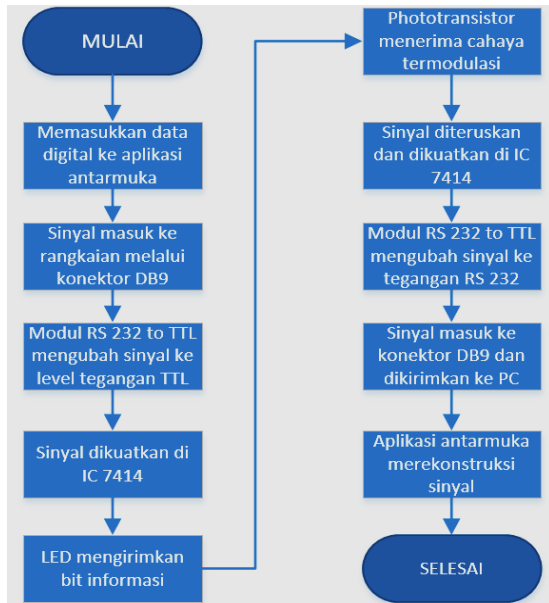 MULAI
Memasukkan data
digital ke aplikasi
antarmuka
Sinyal masuk ke
rangkaian melalui
konektor DB9
Modul RS 232 to TTL
mengubah sinyal ke
level tegangan TTL
Sinyal dikuatkan di
IC 7414
LED mengirimkan
bit informasi
Phototransistor
menerima cahaya
termodulasi
Sinyal diteruskan
dan dikuatkan di IC
7414
Modul RS 232 to TTL
mengubah sinyal ke
tegangan RS 232
Sinyal masuk ke
konektor DB9 dan
dikirimkan ke PC
Aplikasi antarmuka
merekonstruksi
sinyal
SELESAI